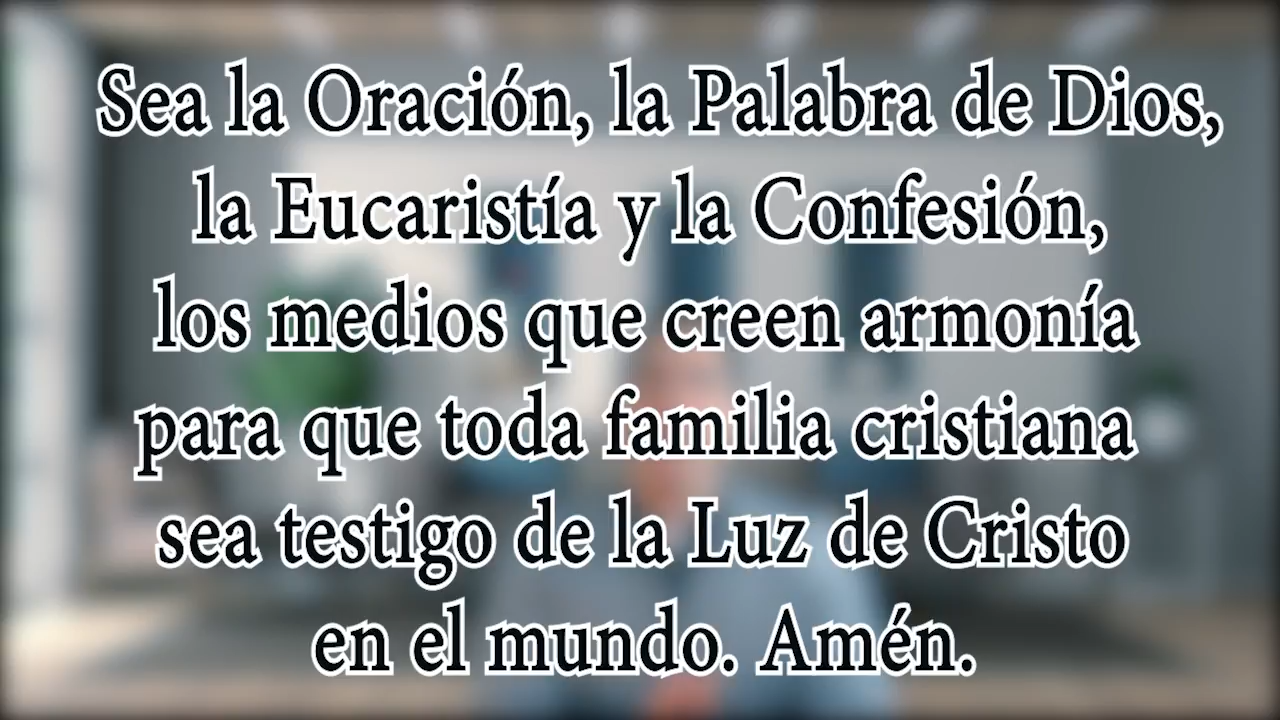 Sea la Oración, la Palabra de Dios,
la Eucaristía y la Confesión,
los medios que creen armonía
para que toda familia cristiana
sea testigo de la Luz de Cristo
en el mundo. Amén.